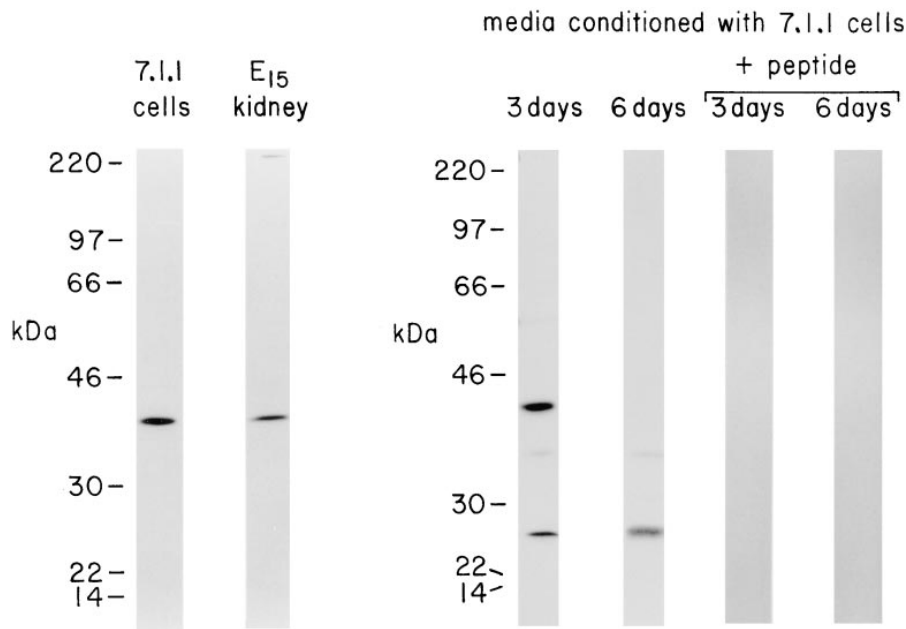 media conditioned with 7.1.1 cells
+ peptide
7.1.1 cells
E15 kidney
3 days 6 days 3 days 6 days
220
97
66
kDa
46
30
22
14
220
97
66
kDa
46
30
22
14